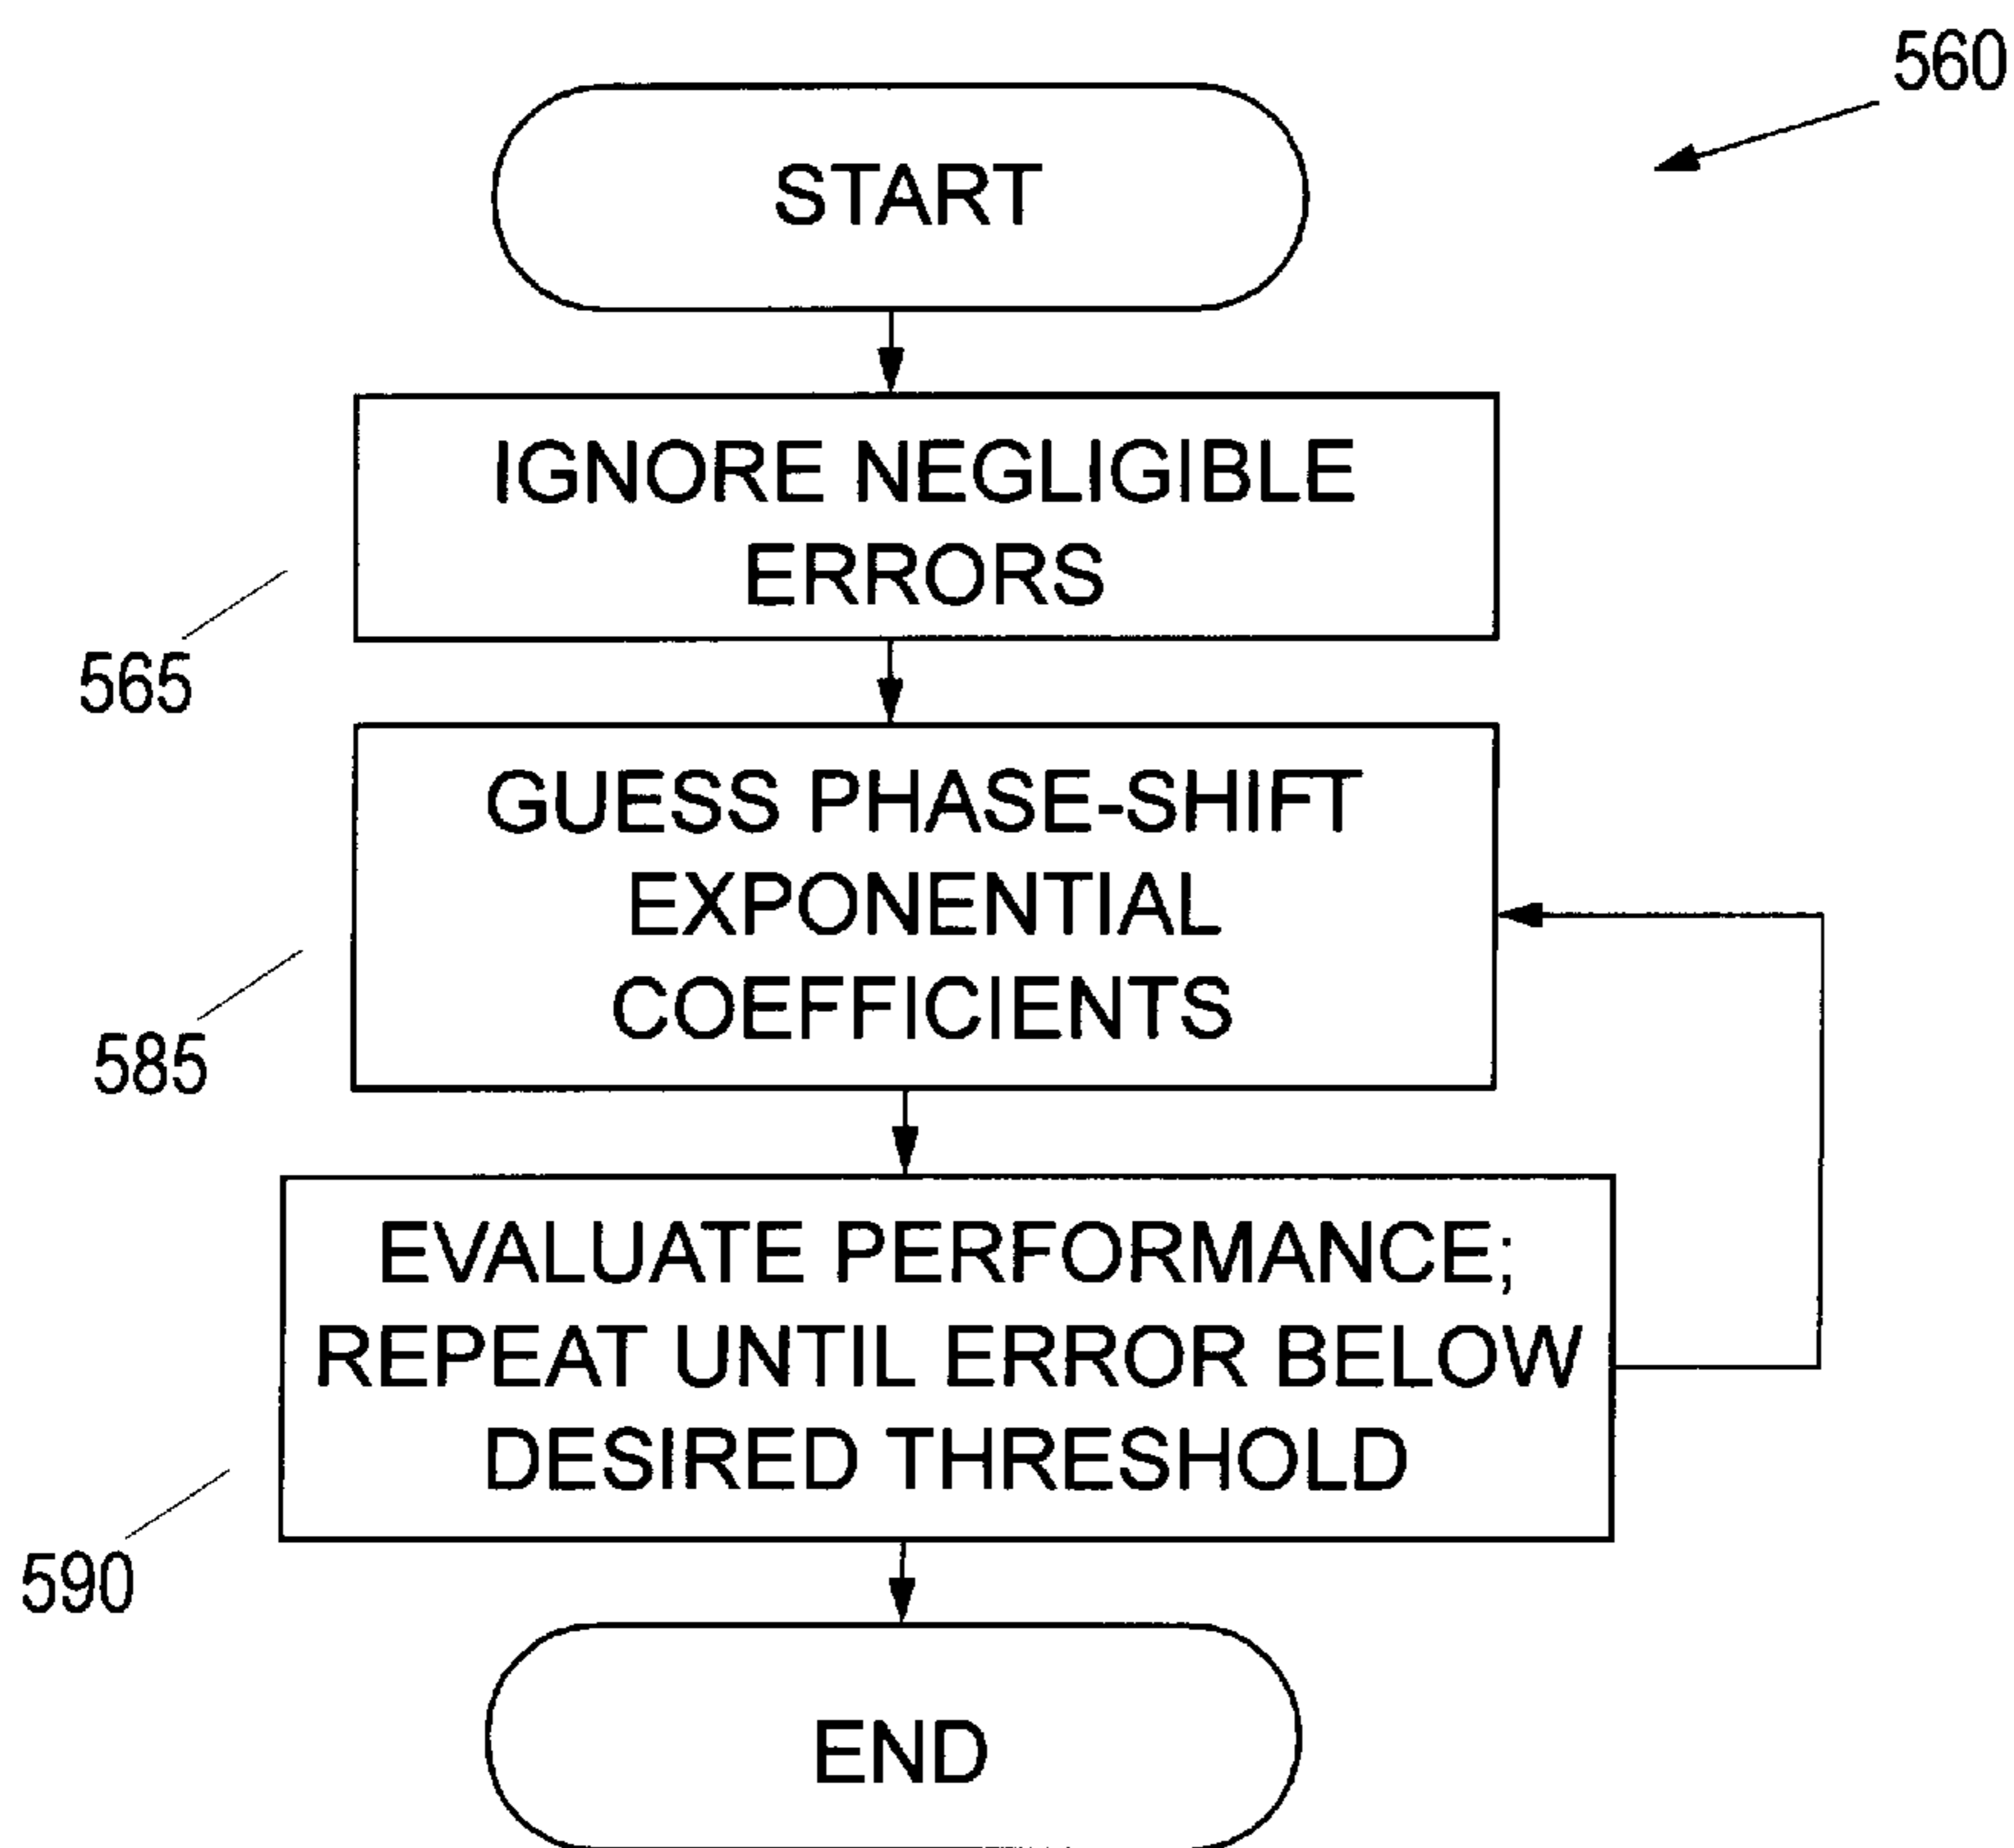 560
START
IGNORE NEGLIGIBLE
ERRORS
565
GUESS PHASE-SHIFT
EXPONENTIAL
COEFFICIENTS
585
EVALUATE PERFORMANCE;
REPEAT UNTIL ERROR BELOW
DESIRED THRESHOLD
590
END